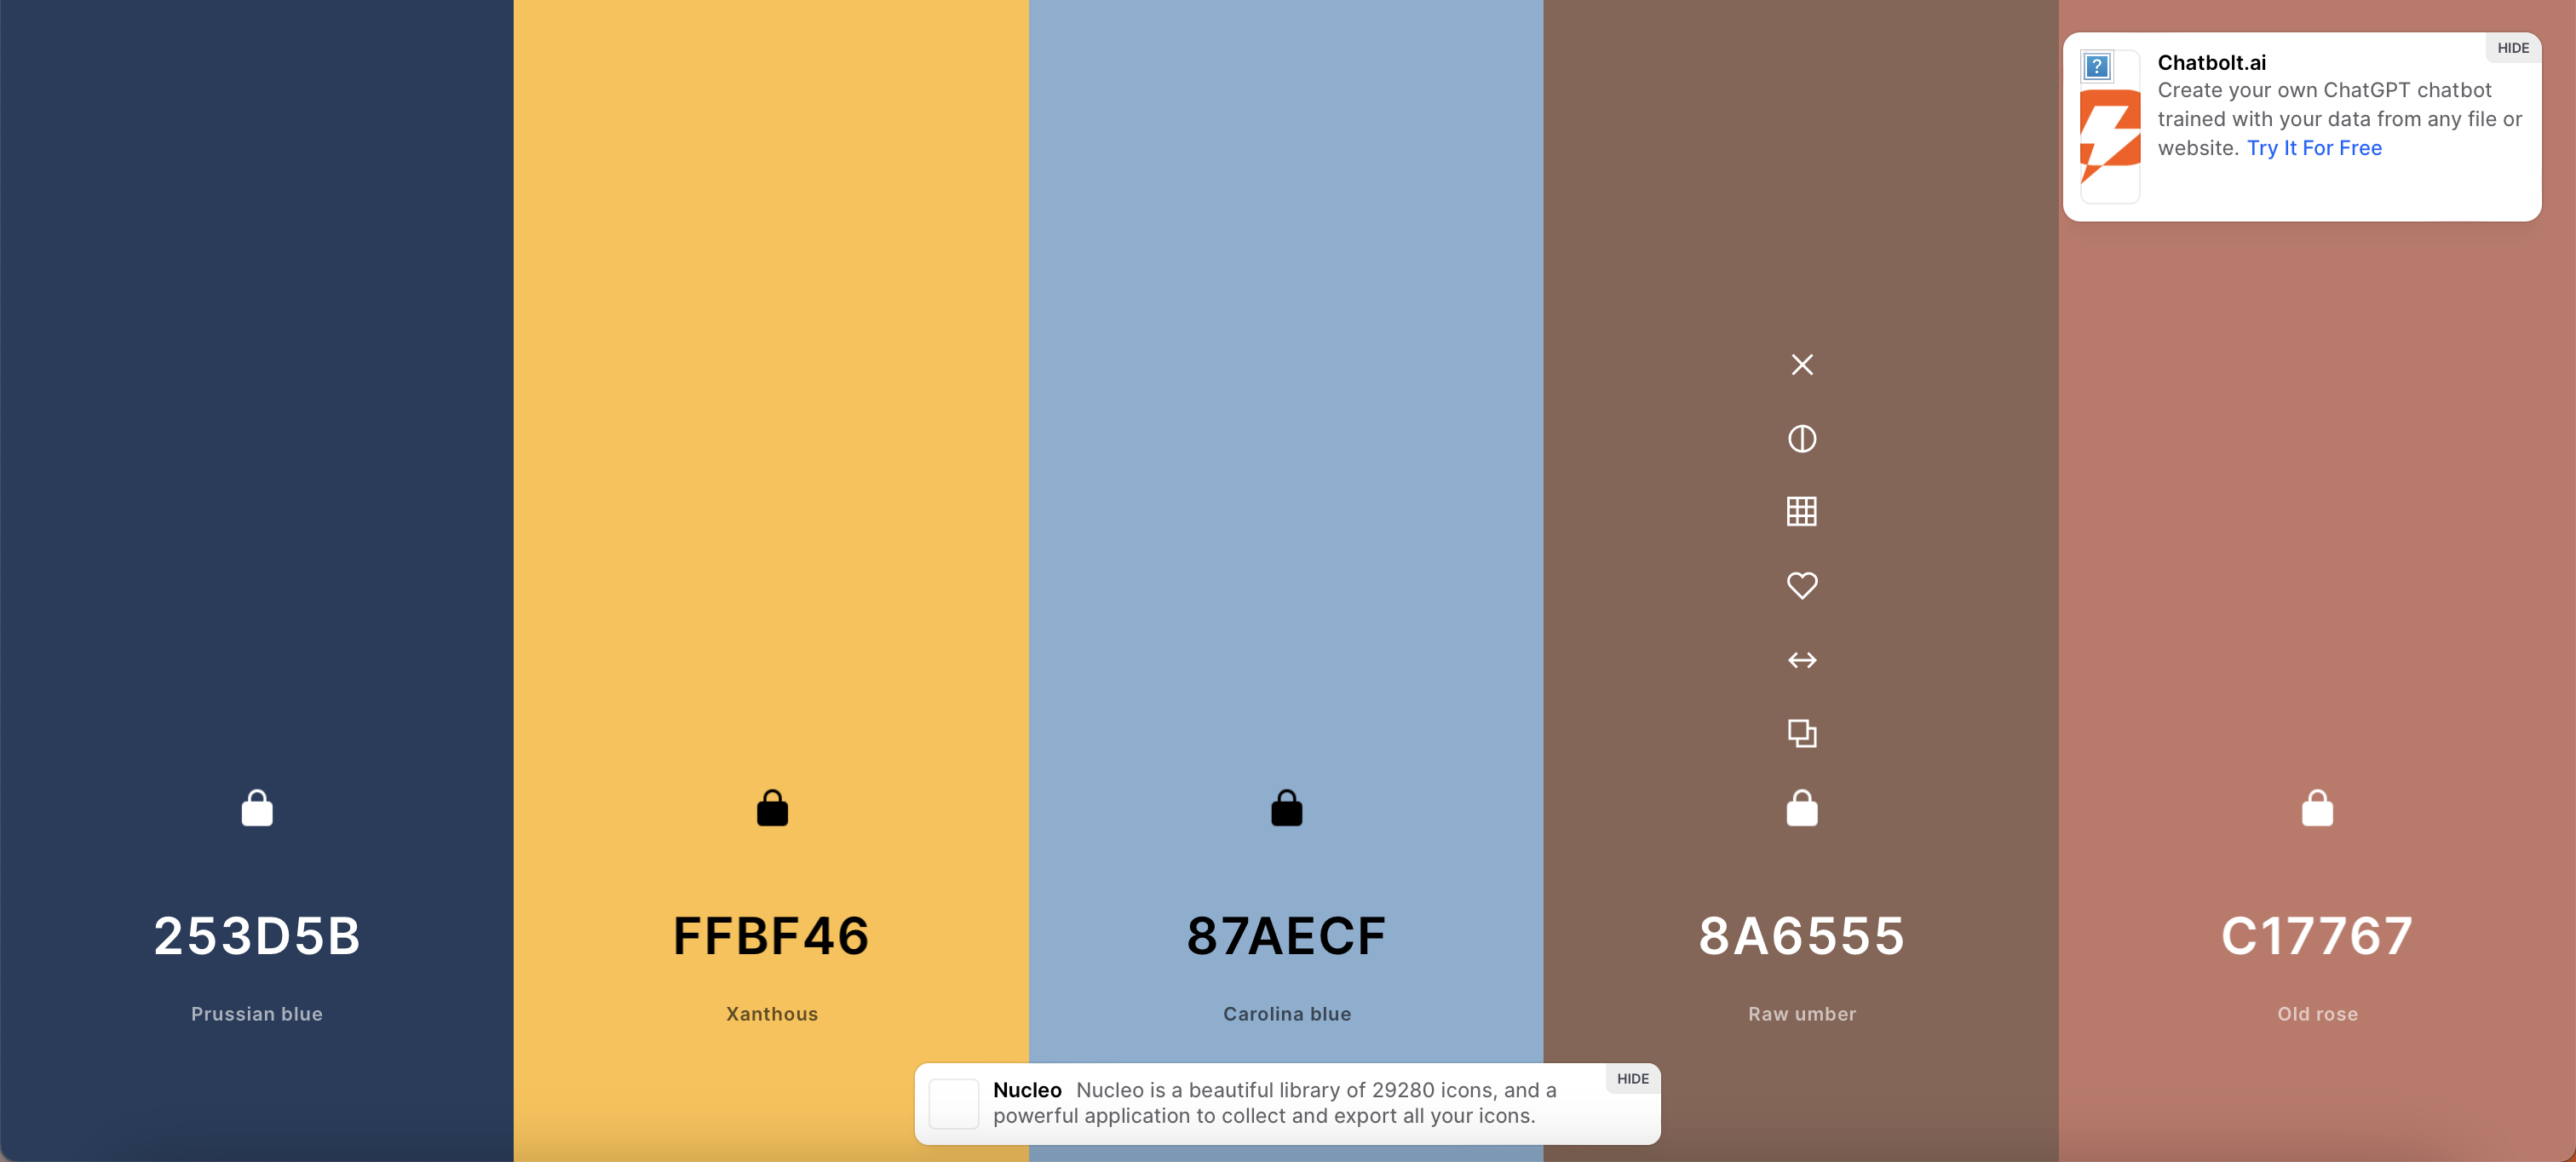 HIDE
Chatbolt.ai
Create your own ChatGPT chatbot
trained with your data from any file or
website. Try It For Free
253D5B
Prussian blue
FFBF46
Xanthous
87AECF
Carolina blue
8A6555
Raw umber
C17767
Old rose
HIDE
Nucleo Nucleo is a beautiful library of 29280 icons, and a
powerful application to collect and export all your icons.